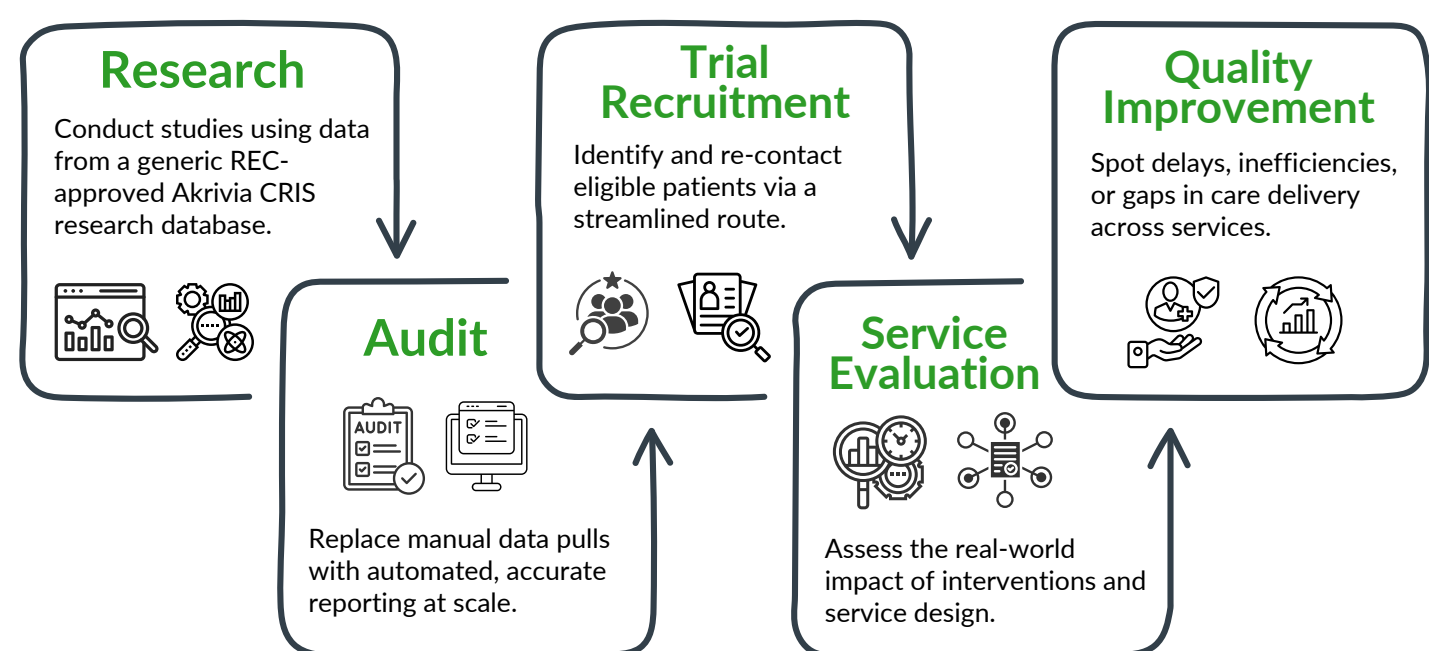 Research
Conduct studies using data
from a generic REC-
approved Akrivia CRIS
research database.
Audit
AUDIT
Replace manual data pulls
with automated, accurate
reporting at scale.
Trial
Recruitment
Identify and re-contact
eligible patients via a
streamlined route.
Service
Evaluation
Assess the real-world
impact of interventions and
service design.
Quality
Improvement
Spot delays, inefficiencies,
or gaps in care delivery
across services.